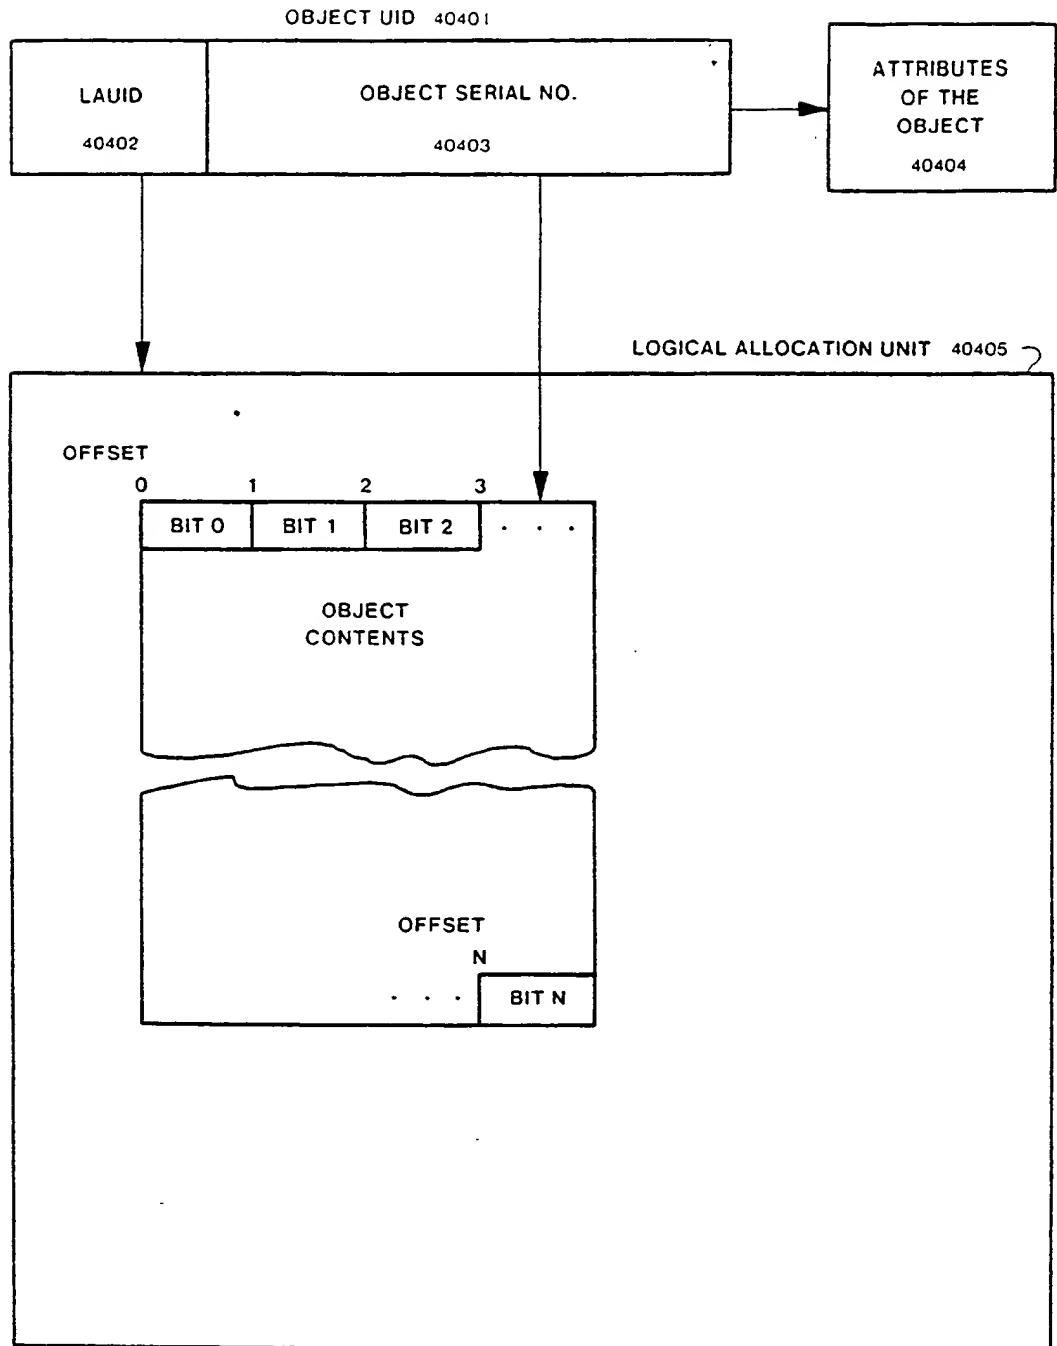 OBJECT UID 40401
LAUID
40402
OBJECT SERIAL NO.
40403
ATTRIBUTES
OF THE
OBJECT
40404
LOGICAL ALLOCATION UNIT 40405
OFFSET
0 1 2 3
BIT 0 BIT 1 BIT 2 . . .
OBJECT
CONTENTS
OFFSET
N
. . . BIT N